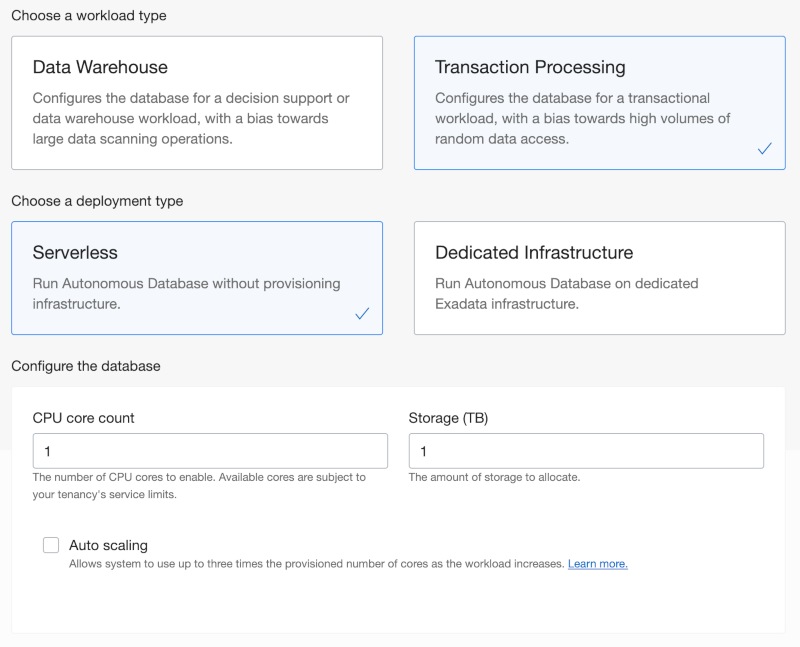 Choose a workload type
Data Warehouse
Configures the database for a decision support or
data warehouse workload, with a bias towards
large data scanning operations.
Transaction Processing
Configures the database for a transactional
workload, with a bias towards high volumes of
random data access.
Choose a deployment type
Serverless
Run Autonomous Database without provisioning
infrastructure.
Dedicated Infrastructure
Run Autonomous Database on dedicated
Exadata infrastructure.
Configure the database
CPU core count
1
The number of CPU cores to enable. Available cores are subject to
your tenancy's service limits.
Storage (TB)
1
The amount of storage to allocate.
Auto scaling
Allows system to use up to three times the provisioned number of cores as the workload increases. Learn more.